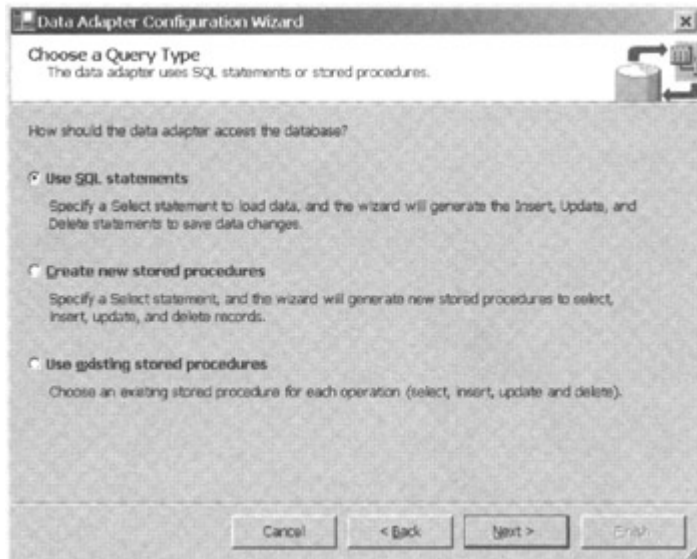 Data Adapter Configuration Wizard
Choose a Query Type
The data adapter uses SQL statements or stored procedures.
How should the data adapter access the database?
Use SQL statements
Specify a Select statement to load data, and the wizard will generate the Insert, Update, and
Delete statements to save data changes.
Create new stored procedures
Specify a Select statement, and the wizard will generate new stored procedures to select,
insert, update, and delete records.
Use existing stored procedures
Choose an existing stored procedure for each operation (select, insert, update and delete).
Cancel
< Back
Next >
Finish